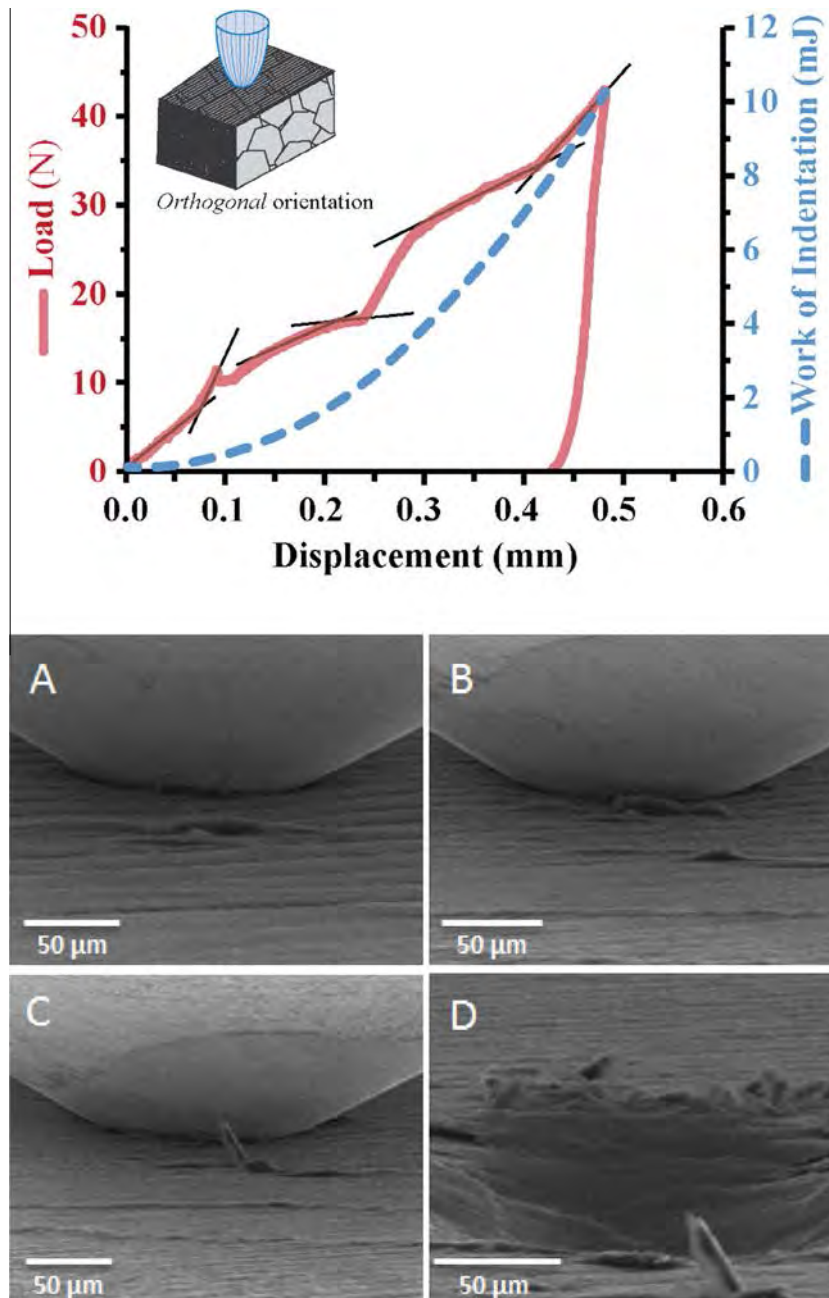 50
40
30
20
10
0
Load (N)
Orthogonal orientation
12
10
8
6
4
2
0
Work of Indentation (mJ)
0.0 0.1 0.2 0.3 0.4 0.5 0.6
Displacement (mm)
A
50 µm
B
50 µm
C
50 µm
D
50 µm